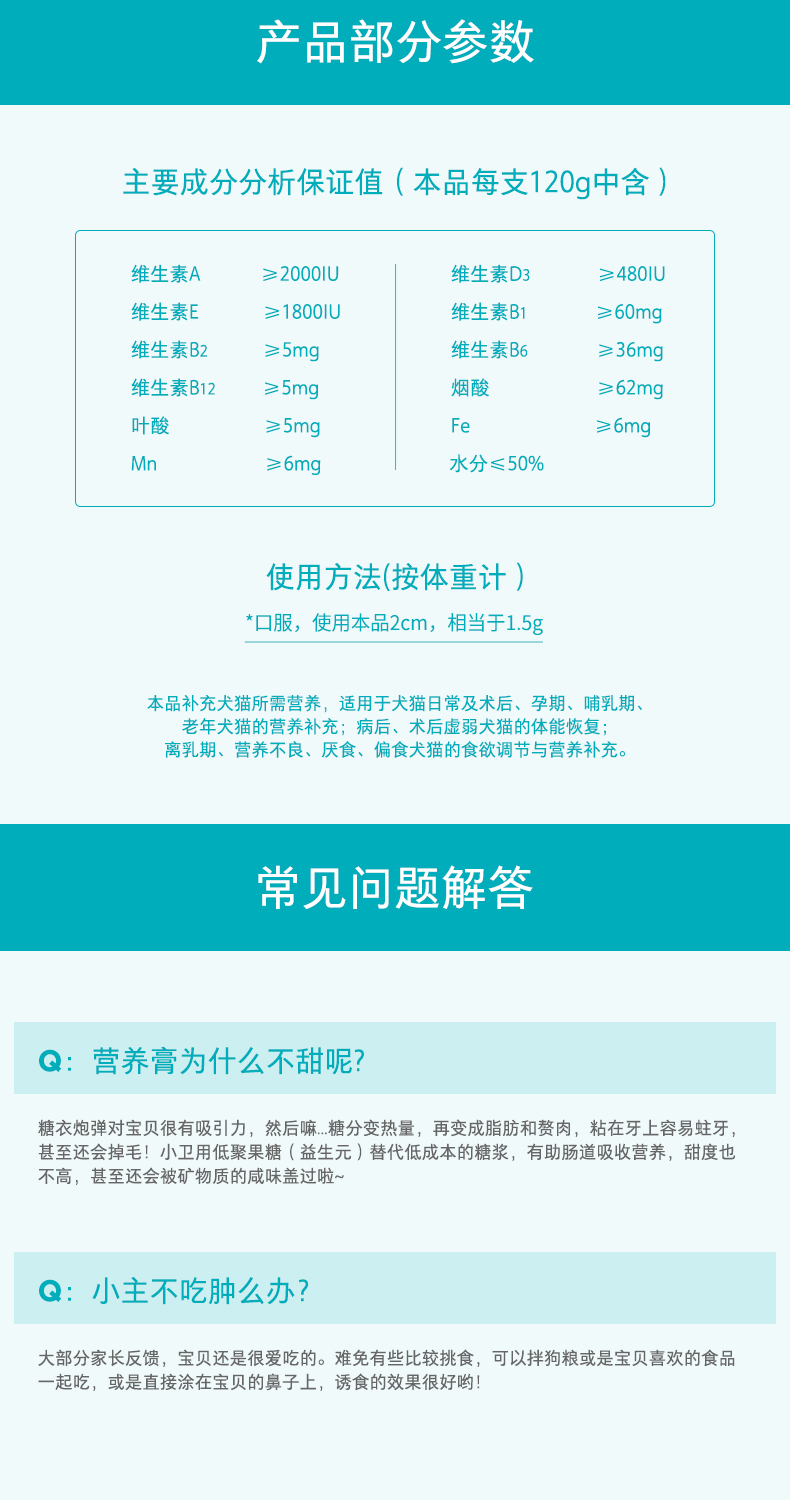 产品部分参数
主要成分分析保证值（本品每支120g中含）
维生素A ≥2000IU 维生素D3 ≥480IU
维生素E ≥1800IU 维生素B1 ≥60mg
维生素B2 ≥5mg 维生素B6 ≥36mg
维生素B12 ≥5mg 烟酸 ≥62mg
叶酸 ≥5mg Fe ≥6mg
Mn ≥6mg 水分≤50%
使用方法(按体重计）
*口服，使用本品2cm，相当于1.5g
本品补充犬猫所需营养，适用于犬猫日常及术后、孕期、哺乳期、
老年犬猫的营养补充；病后、术后虚弱犬猫的体能恢复；
离乳期、营养不良、厌食、偏食犬猫的食欲调节与营养补充。
常见问题解答
Q：营养膏为什么不甜呢?
糖衣炮弹对宝贝很有吸引力，然后嘛...糖分变热量，再变成脂肪和赘肉，粘在牙上容易蛀牙，
甚至还会掉毛！小卫用低聚果糖（益生元）替代低成本的糖浆，有助肠道吸收营养，甜度也
不高，甚至还会被矿物质的咸味盖过啦~
Q：小主不吃肿么办?
大部分家长反馈，宝贝还是很爱吃的。难免有些比较挑食，可以拌狗粮或是宝贝喜欢的食品
一起吃，或是直接涂在宝贝的鼻子上，诱食的效果很好哟！